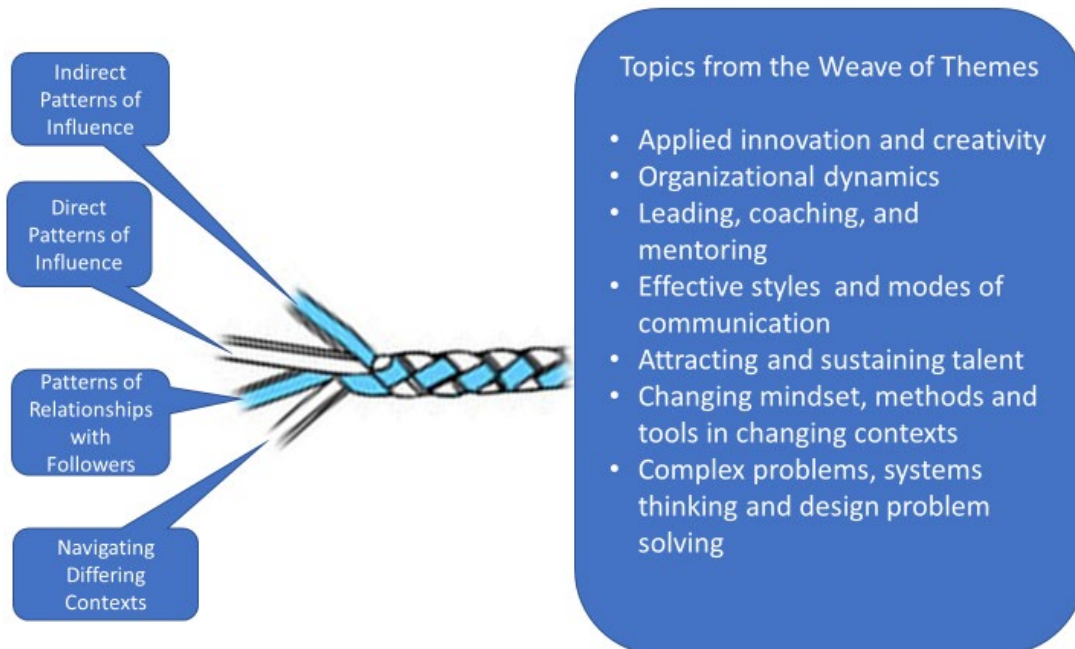 Indirect
Patterns of
Influence
Direct
Patterns of
Influence
Patterns of
Relationships
with
Followers
Navigating
Differing
Contexts
Topics from the Weave of Themes
• Applied innovation and creativity
• Organizational dynamics
• Leading, coaching, and
mentoring
• Effective styles and modes of
communication
• Attracting and sustaining talent
• Changing mindset, methods and
tools in changing contexts
• Complex problems, systems
thinking and design problem
solving